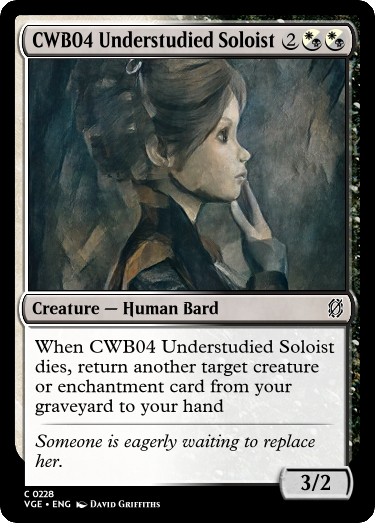 CWB04 Understudied Soloist 2
Creature — Human Bard
When CWB04 Understudied Soloist
dies, return another target creature
or enchantment card from your
graveyard to your hand
Someone is eagerly waiting to replace
her.
3/2
C 0228
VGE • ENG David Griffiths